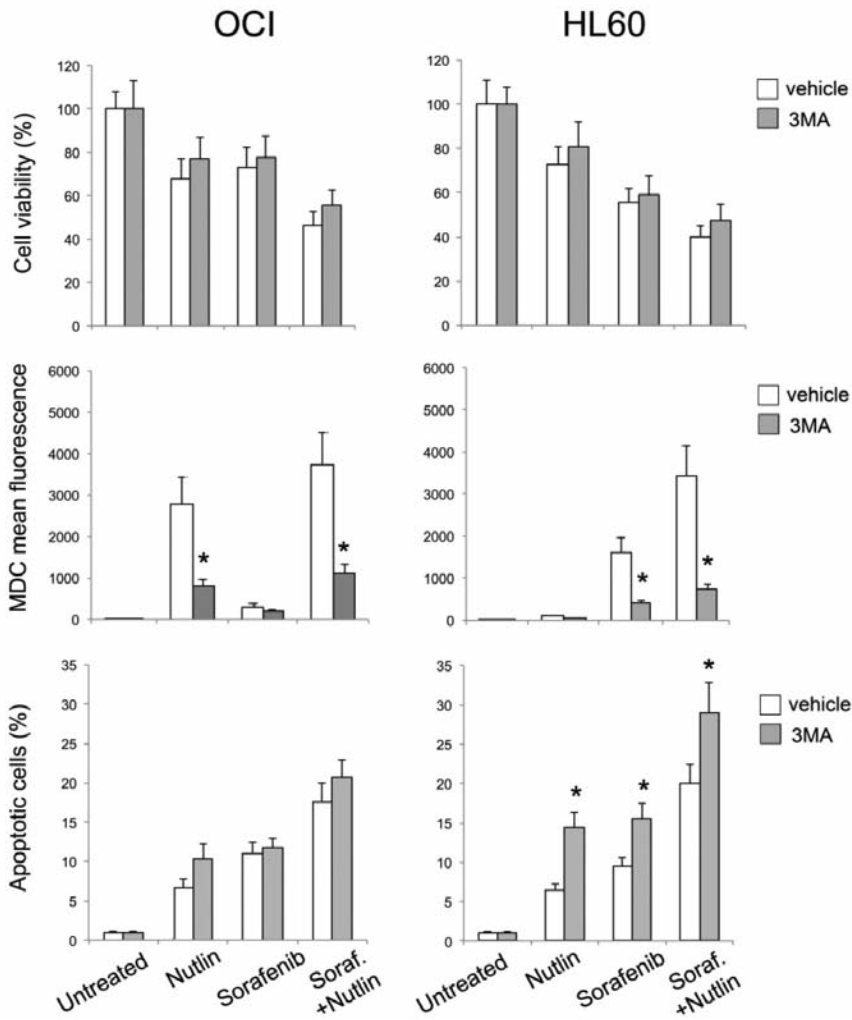 OCI
HL60
Cell viability (%)
120
100
80
60
40
20
0
120
100
80
60
40
20
0
vehicle
3MA
MDC mean fluorescence
6000
5000
4000
3000
2000
1000
0
*
*
6000
5000
4000
3000
2000
1000
0
*
*
vehicle
3MA
Apoptotic cells (%)
35
30
25
20
15
10
5
0
35
30
25
20
15
10
5
0
*
*
*
vehicle
3MA
Untreated
Nutlin
Sorafenib
Soraf.
+Nutlin
Untreated
Nutlin
Sorafenib
Soraf.
+Nutlin